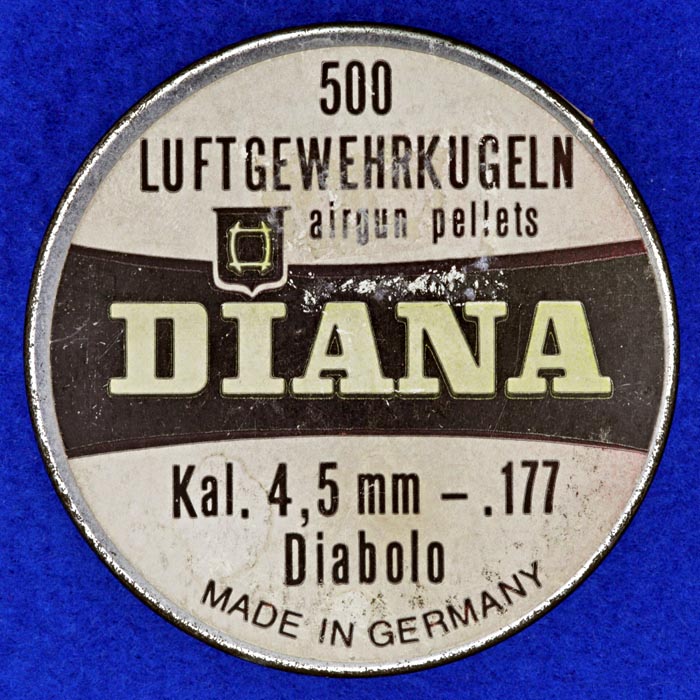 500
LUFTGEWEHRKUGELN
airgun pellets
DIANA
Kal. 4,5 mm – .177
Diabolo
MADE IN GERMANY